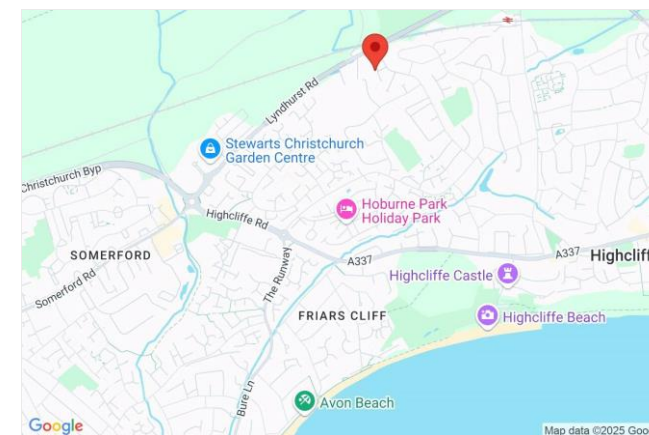 Lyndhurst Rd
Stewarts Christchurch
Garden Centre
Christchurch Byp
Hoburne Park
Holiday Park
Highcliffe Rd
SOMERFORD
The Runway
A337
A337
Highcliff
Highcliffe Castle
Somerford Rd
FRIARS CLIFF
Highcliffe Beach
Bure Ln
Avon Beach
Google
Map data ©2025 Goo